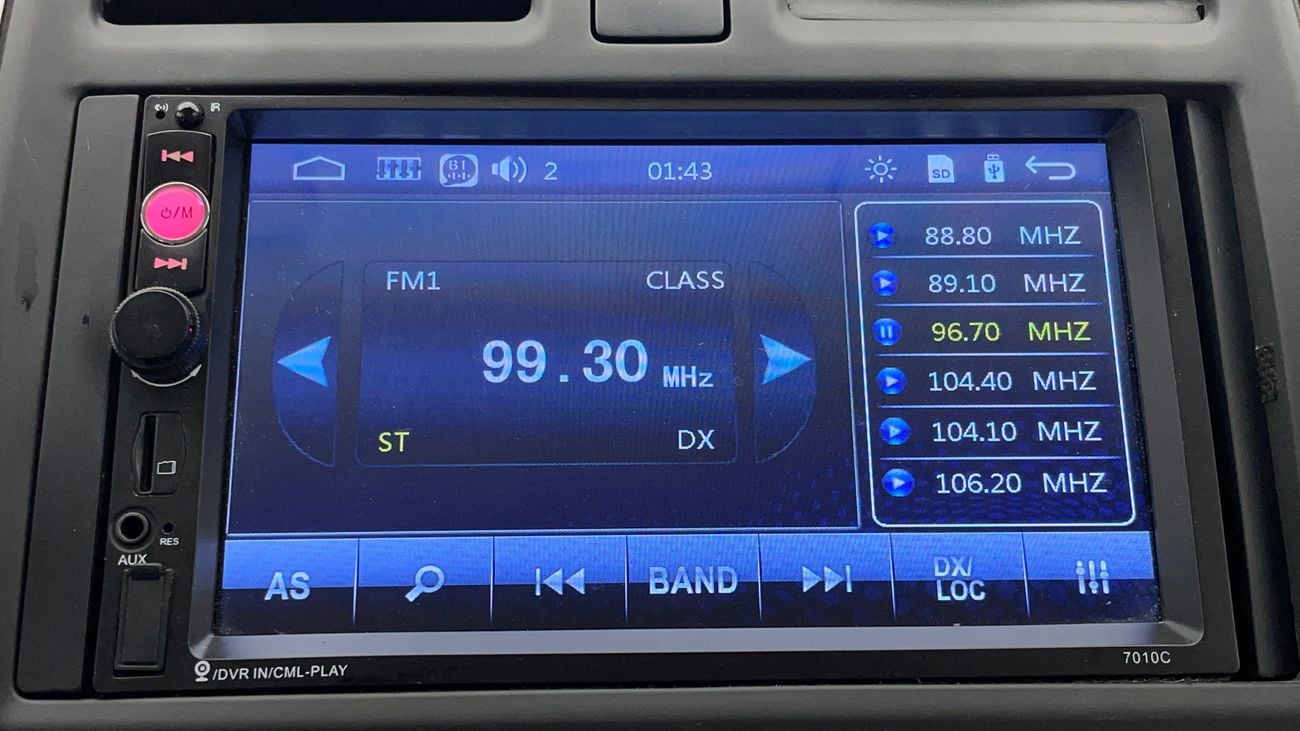 IR
⏻/M
AUX
RES
BT
2
01:43
SD
FM1
CLASS
99.30 MHz
ST
DX
88.80 MHZ
89.10 MHZ
96.70 MHZ
104.40 MHZ
104.10 MHZ
106.20 MHZ
AS
BAND
DX/
LOC
/DVR IN/CML-PLAY
7010C